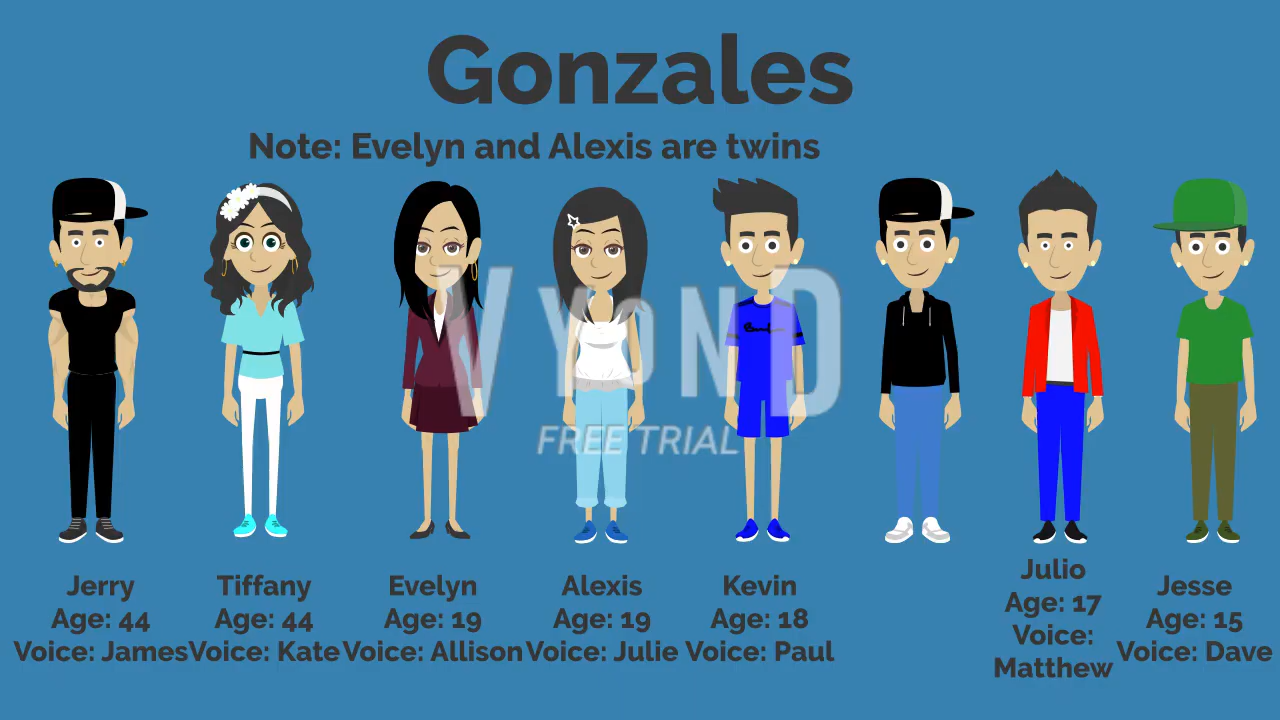 Gonzales
Note: Evelyn and Alexis are twins
VYOND
FREE TRIAL
Jerry
Age: 44
Voice: James
Tiffany
Age: 44
Voice: Kate
Evelyn
Age: 19
Voice: Allison
Alexis
Age: 19
Voice: Julie
Kevin
Age: 18
Voice: Paul
Julio
Age: 17
Voice:
Matthew
Jesse
Age: 15
Voice: Dave